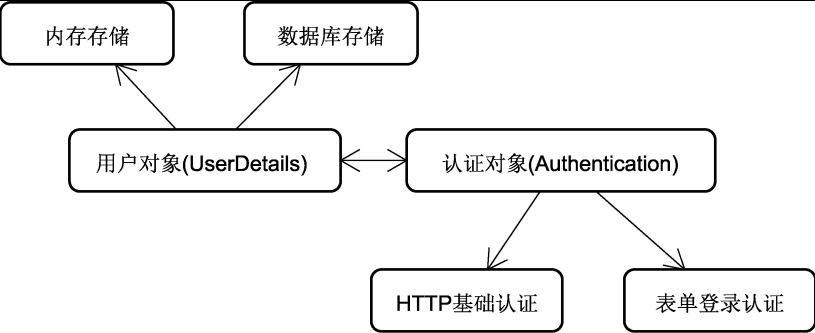 内存存储
数据库存储
用户对象(UserDetails)
认证对象(Authentication)
HTTP基础认证
表单登录认证